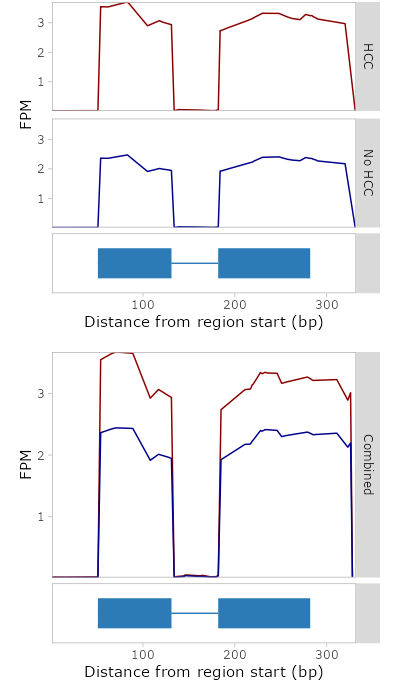 3
2
1
HCC
FPM
3
2
1
No HCC
100 200 300
Distance from region start (bp)
3
2
1
FPM
Combined
100 200 300
Distance from region start (bp)